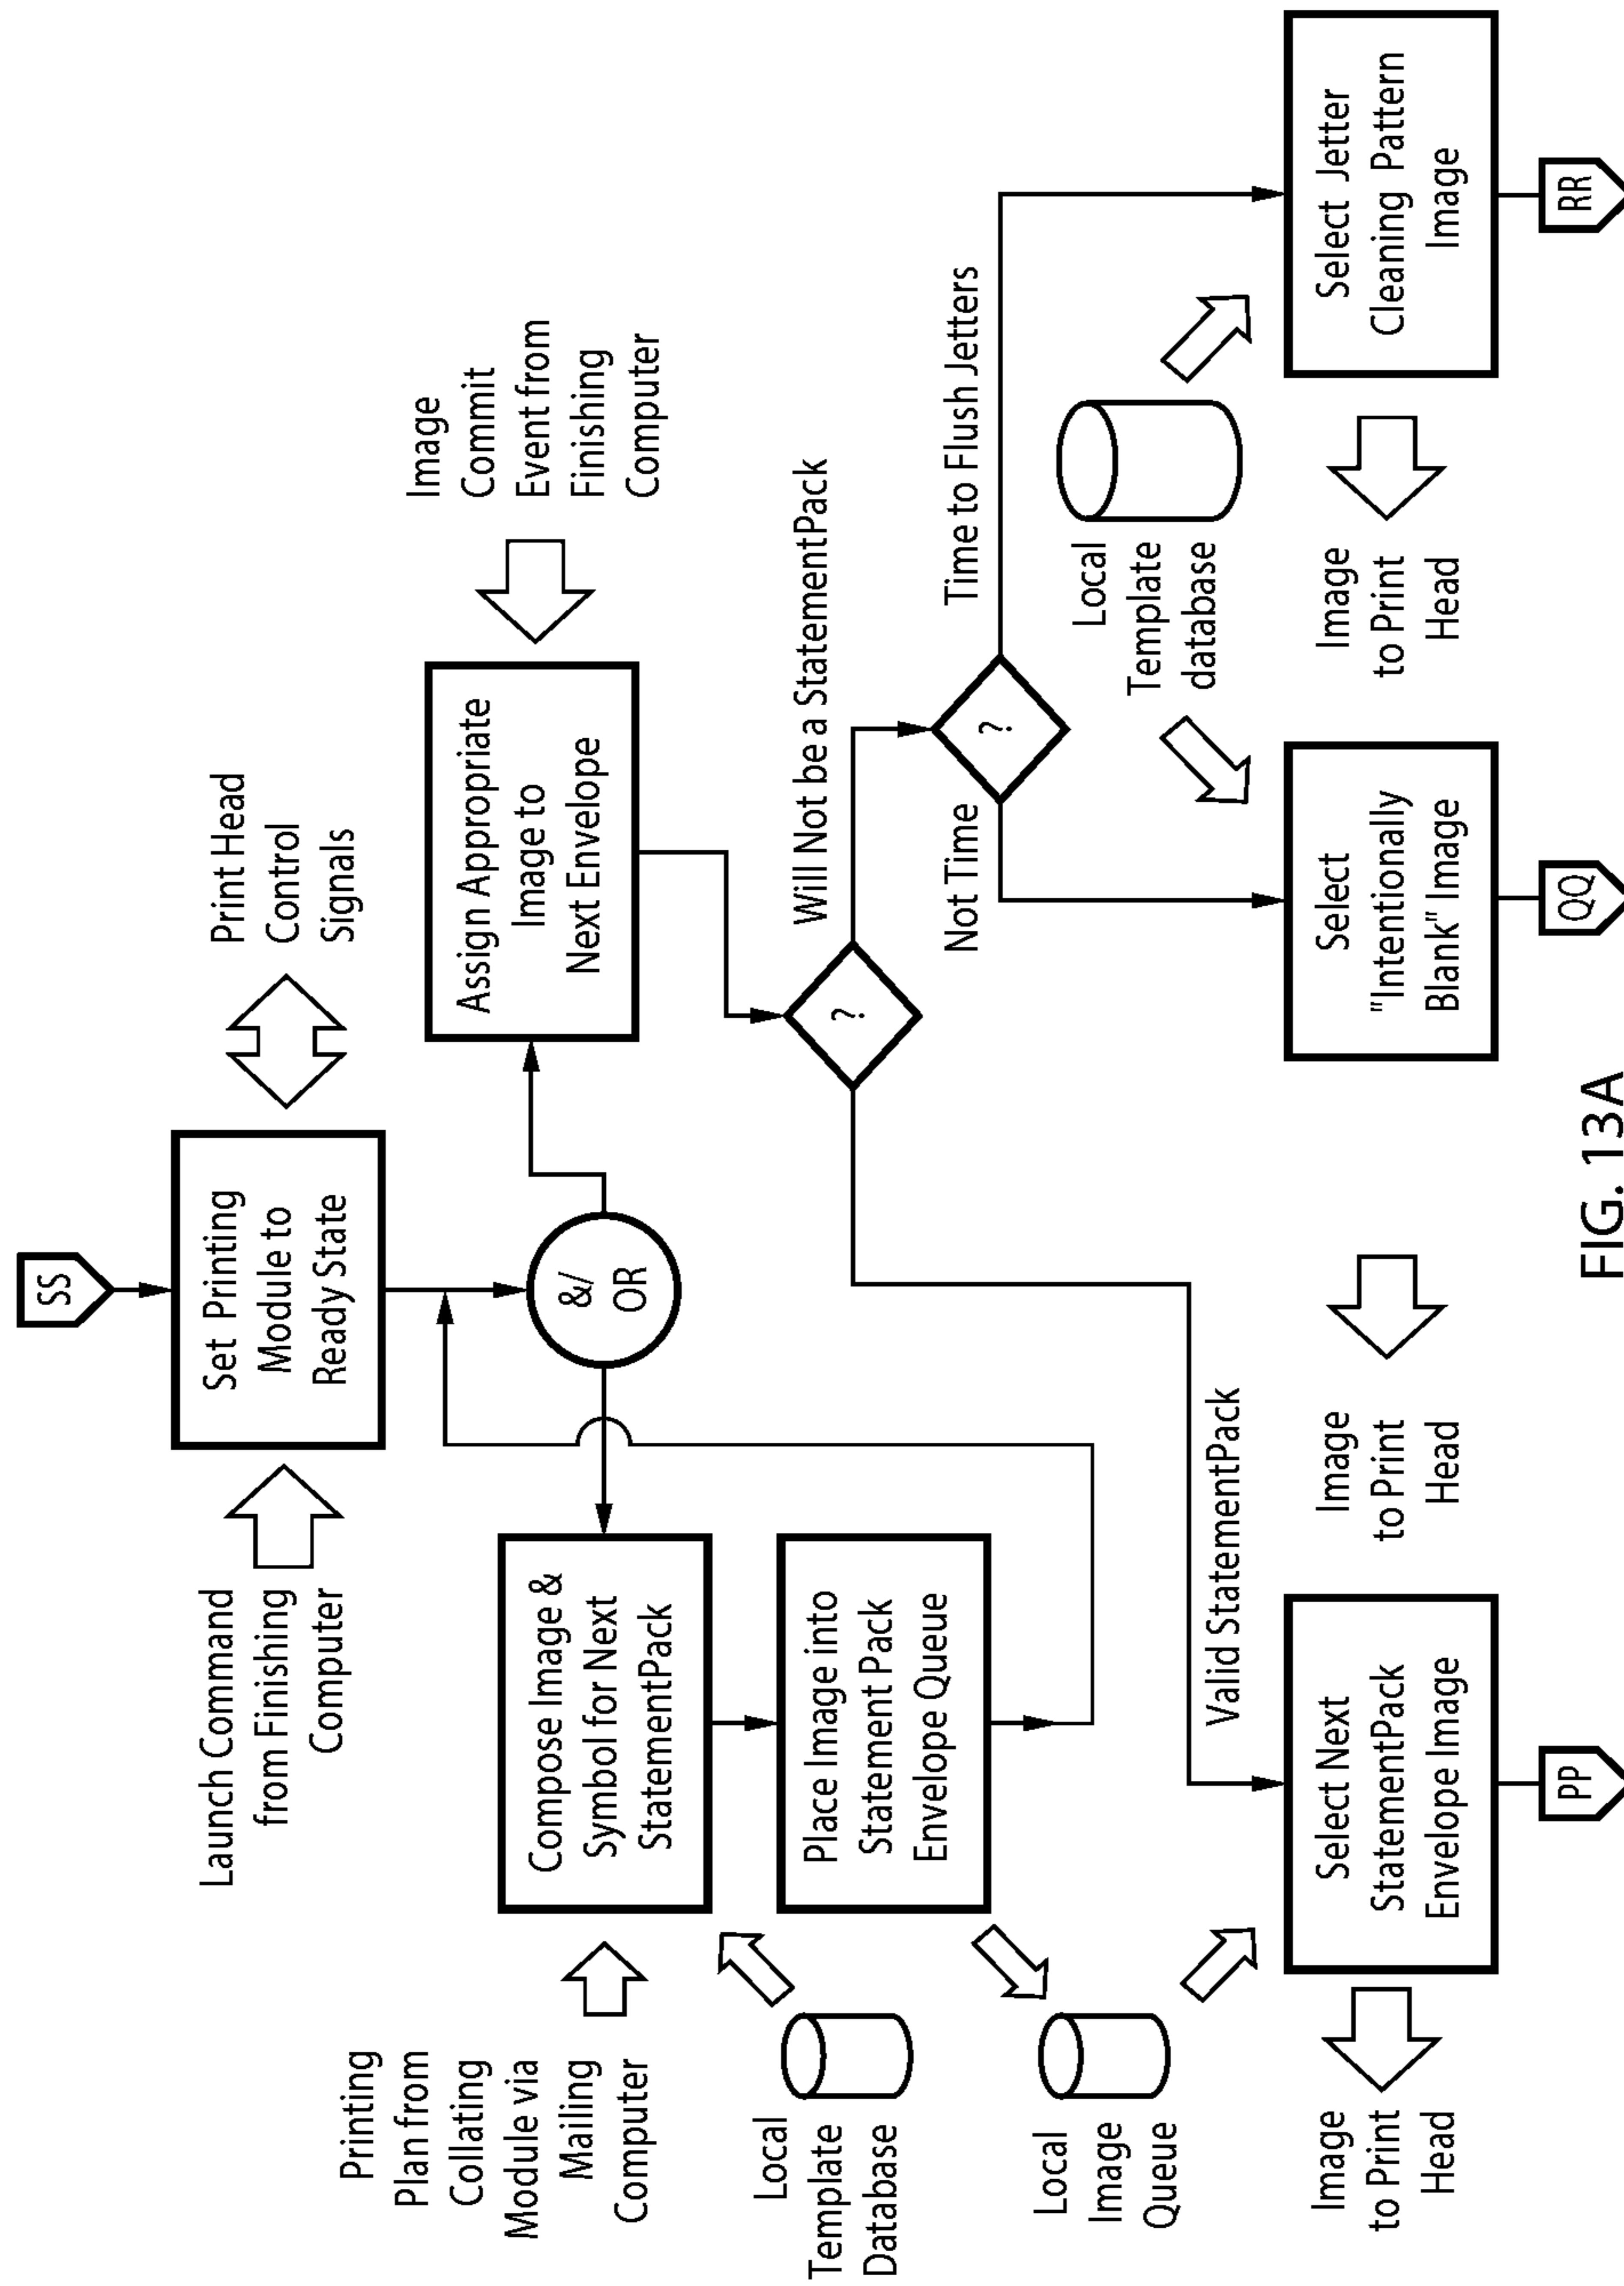 SS
Launch Command
from Finishing
Computer
Set Printing
Module to
Ready State
Print Head
Control
Signals
Printing
Plan from
Collating
Module via
Mailing
Computer
Compose Image &
Symbol for Next
StatementPack
&/
OR
Assign Appropriate
Image to
Next Envelope
Image
Commit
Event from
Finishing
Computer
Local
Template
Database
Place Image into
Statement Pack
Envelope Queue
?
Will Not be a StatementPack
Not Time
?
Time to Flush Jetters
Local
Image
Queue
Valid StatementPack
Local
Template
database
Image
to Print
Head
Select Next
StatementPack
Envelope Image
Image
to Print
Head
Select
"Intentionally
Blank" Image
Image
to Print
Head
Select Jetter
Cleaning Pattern
Image
PP
QQ
RR
FIG. 13A